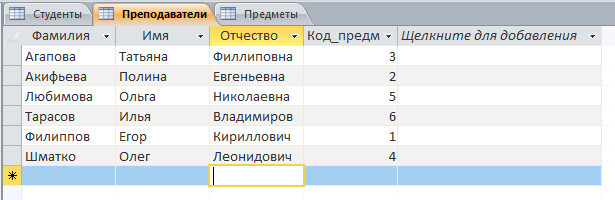 Студенты Преподаватели Предметы
Фамилия Имя Отчество Код_предм Щелкните для добавления
Агапова Татьяна Филлиповна 3
Акифьева Полина Евгеньевна 2
Любимова Ольга Николаевна 5
Тарасов Илья Владимиров 6
Филиппов Егор Кириллович 1
Шматко Олег Леонидович 4